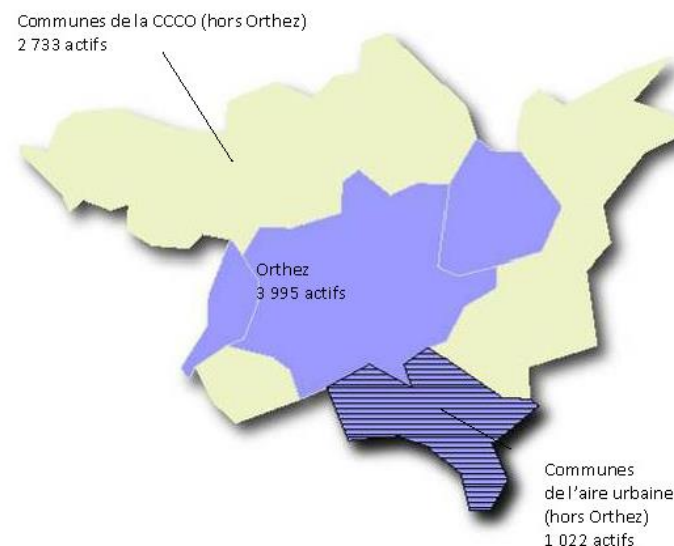 Communes de la CCCO (hors Orthez)
2 733 actifs
Orthez
3 995 actifs
Communes
de l'aire urbaine
(hors Orthez)
1 022 actifs